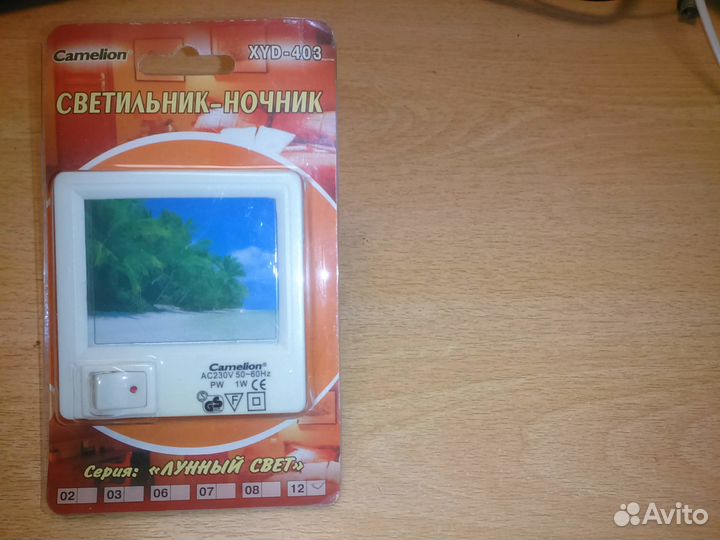 Camelion
XYD-403
СВЕТИЛЬНИК-НОЧНИК
Camelion®
AC230V 50~60Hz
PW 1W CE
GS F
Серия: «ЛУННЫЙ СВЕТ»
02 03 06 07 08 12
Avito